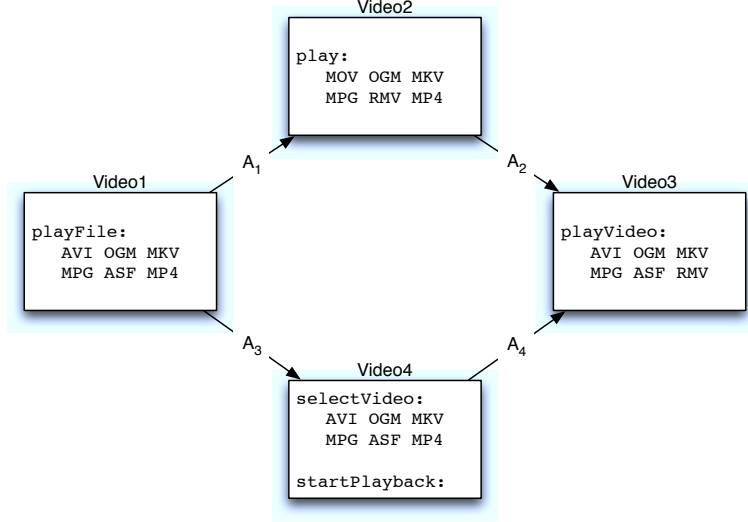 Video2
play:
MOV OGM MKV
MPG RMV MP4
A1
A2
Video1
playFile:
AVI OGM MKV
MPG ASF MP4
Video3
playVideo:
AVI OGM MKV
MPG ASF RMV
A3
A4
Video4
selectVideo:
AVI OGM MKV
MPG ASF MP4
startPlayback: